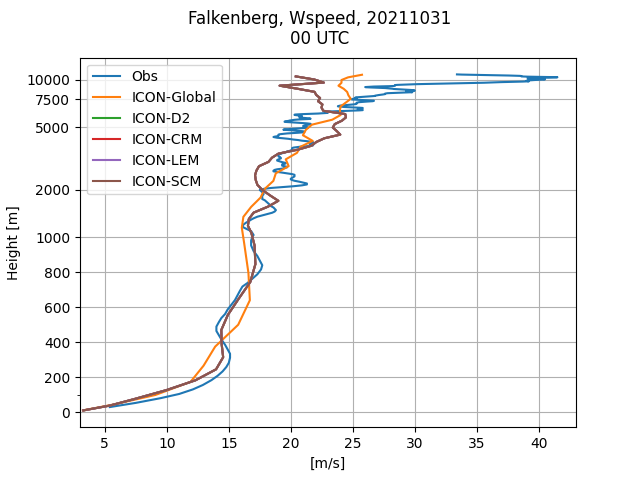 Falkenberg, Wspeed, 20211031
00 UTC
Obs
ICON-Global
ICON-D2
ICON-CRM
ICON-LEM
ICON-SCM
10000
7500
5000
2000
1000
800
600
400
200
0
Height [m]
5 10 15 20 25 30 35 40
[m/s]